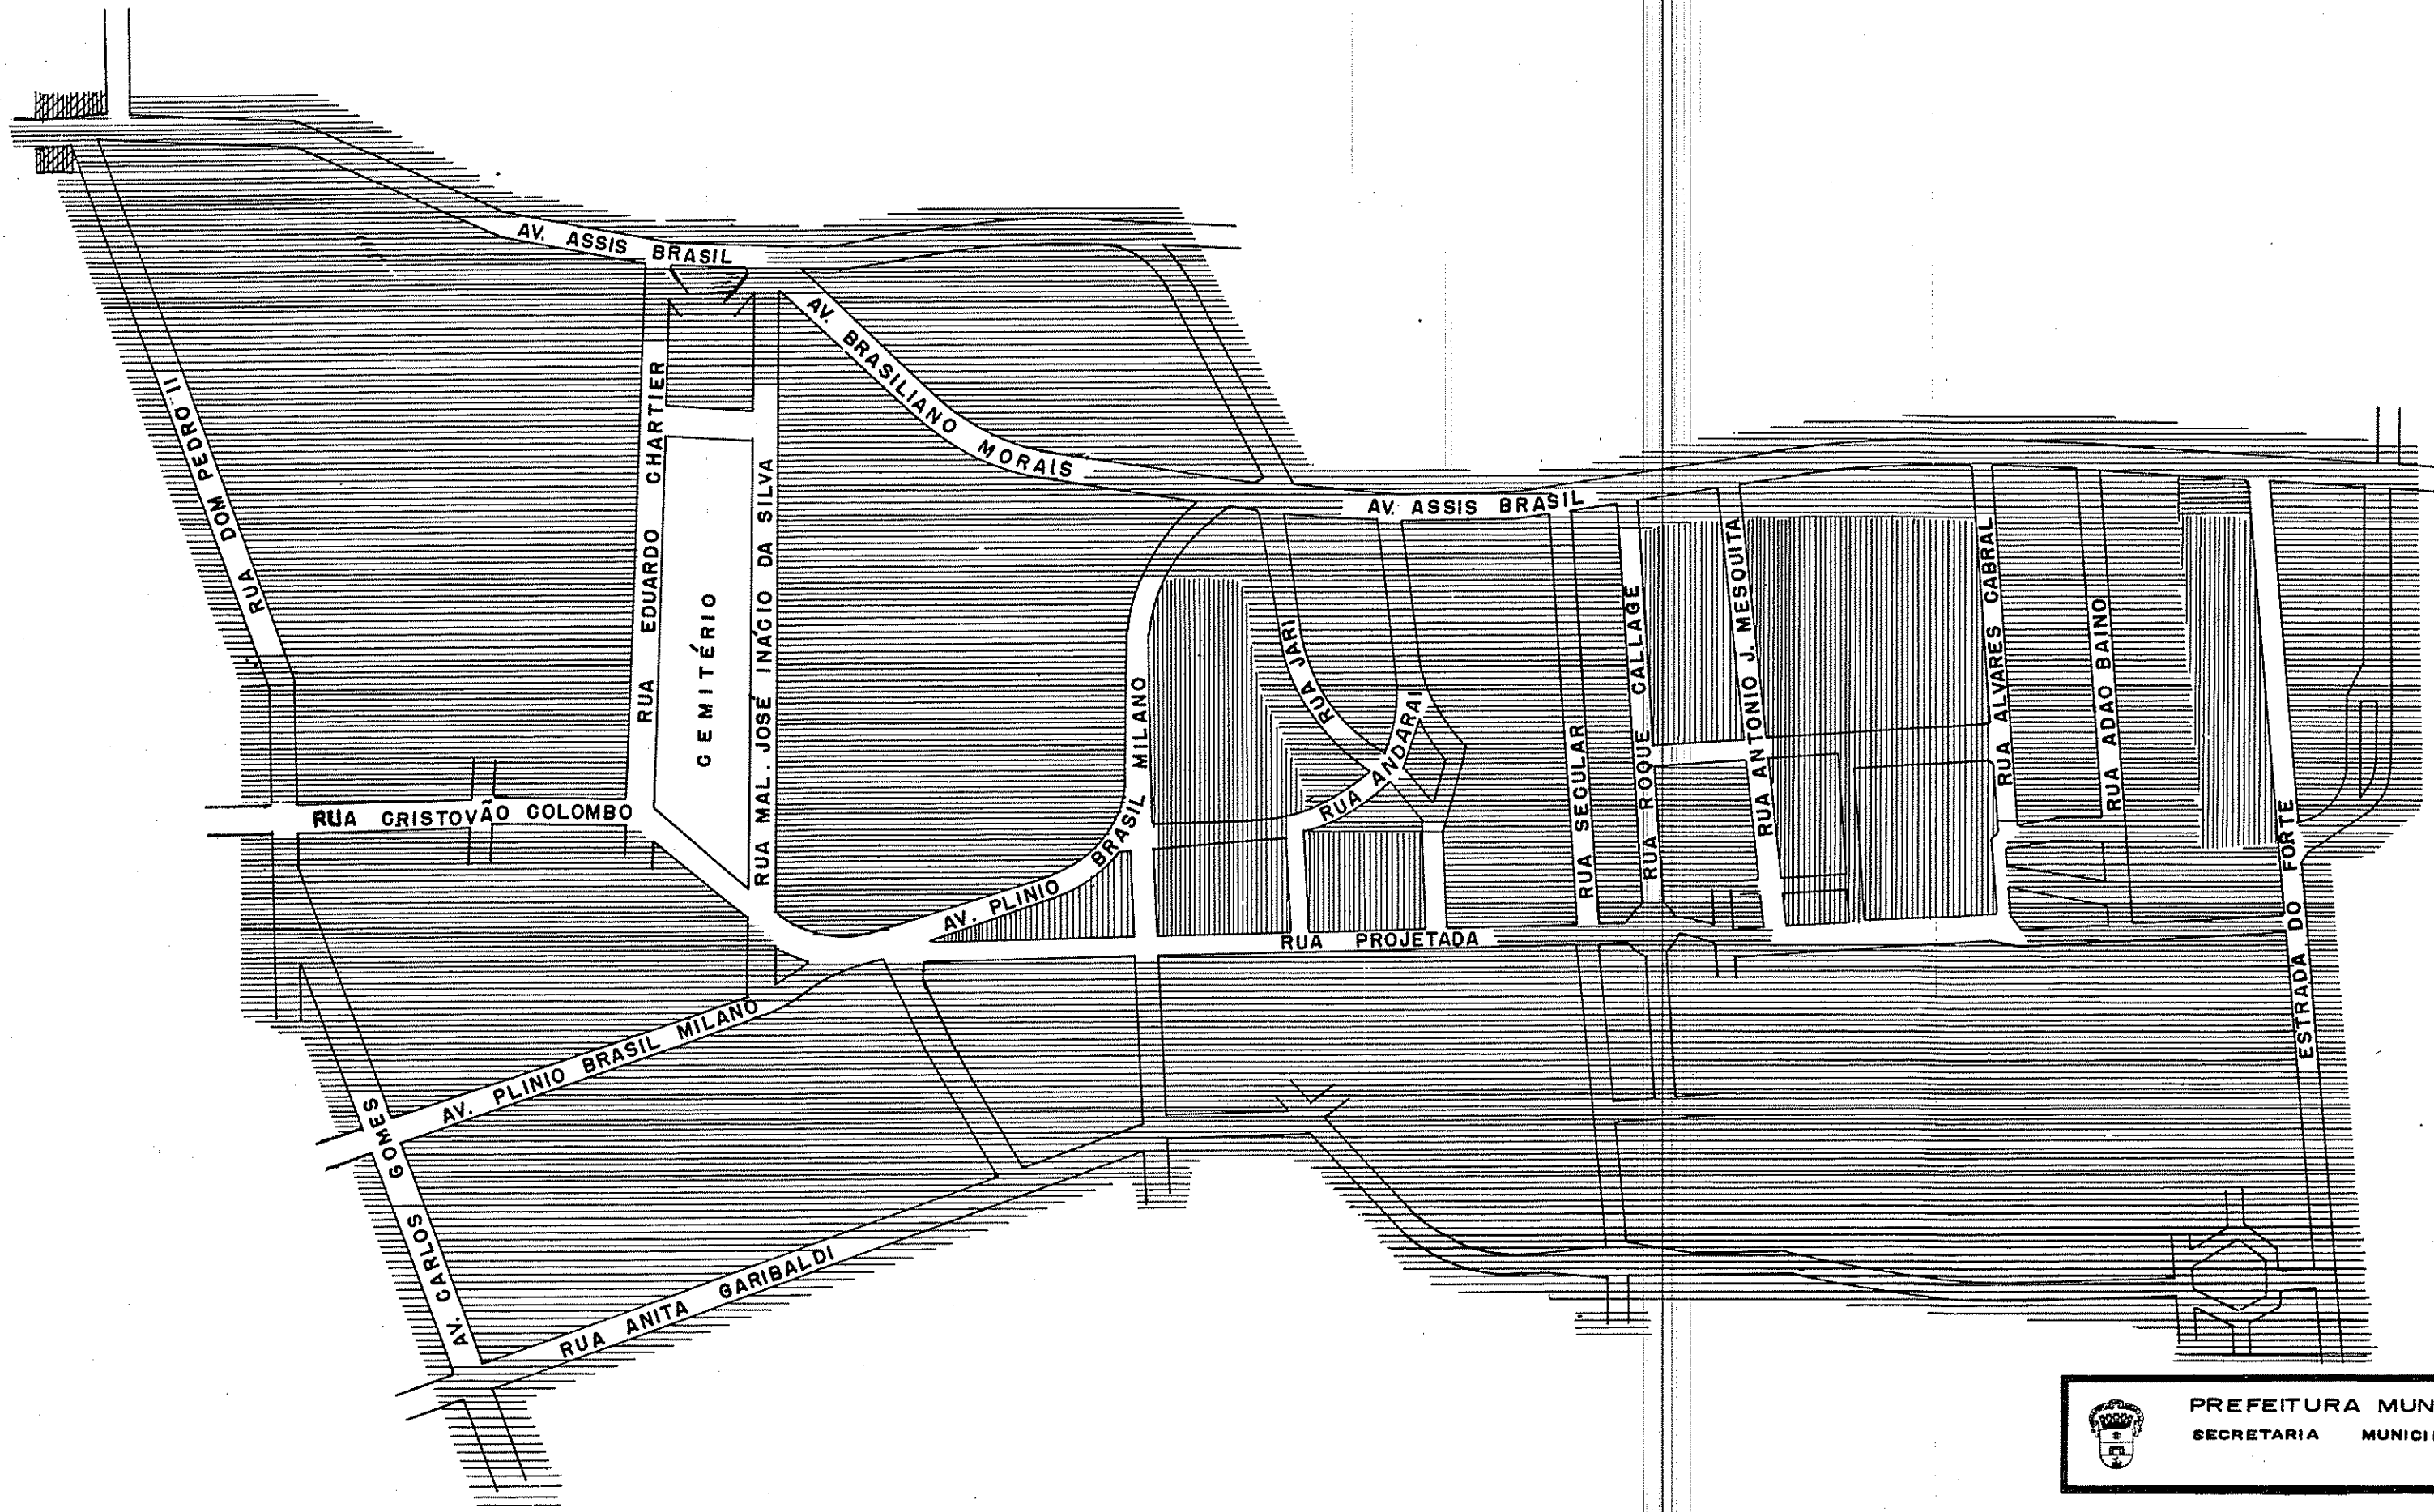 AV. ASSIS BRASIL
AV. BRASILIANO MORAIS
RUA DOM PEDRO II
RUA EDUARDO CHARTIER
CEMITÉRIO
RUA MAL. JOSÉ INÁCIO DA SILVA
AV. ASSIS BRASIL
RUA CRISTOVÃO COLOMBO
AV. PLINIO BRASIL MILANO
RUA JARI
RUA ANDARAI
RUA SECULAR
RUA ROQUE CALLAGE
RUA ANTONIO J. MESQUITA
RUA ALVARES CABRAL
RUA ADÃO BAINO
ESTRADA DO FORTE
RUA PROJETADA
AV. PLINIO BRASIL MILANO
AV. CARLOS GOMES
RUA ANITA GARIBALDI
PREFEITURA MUN
SECRETARIA MUNICI